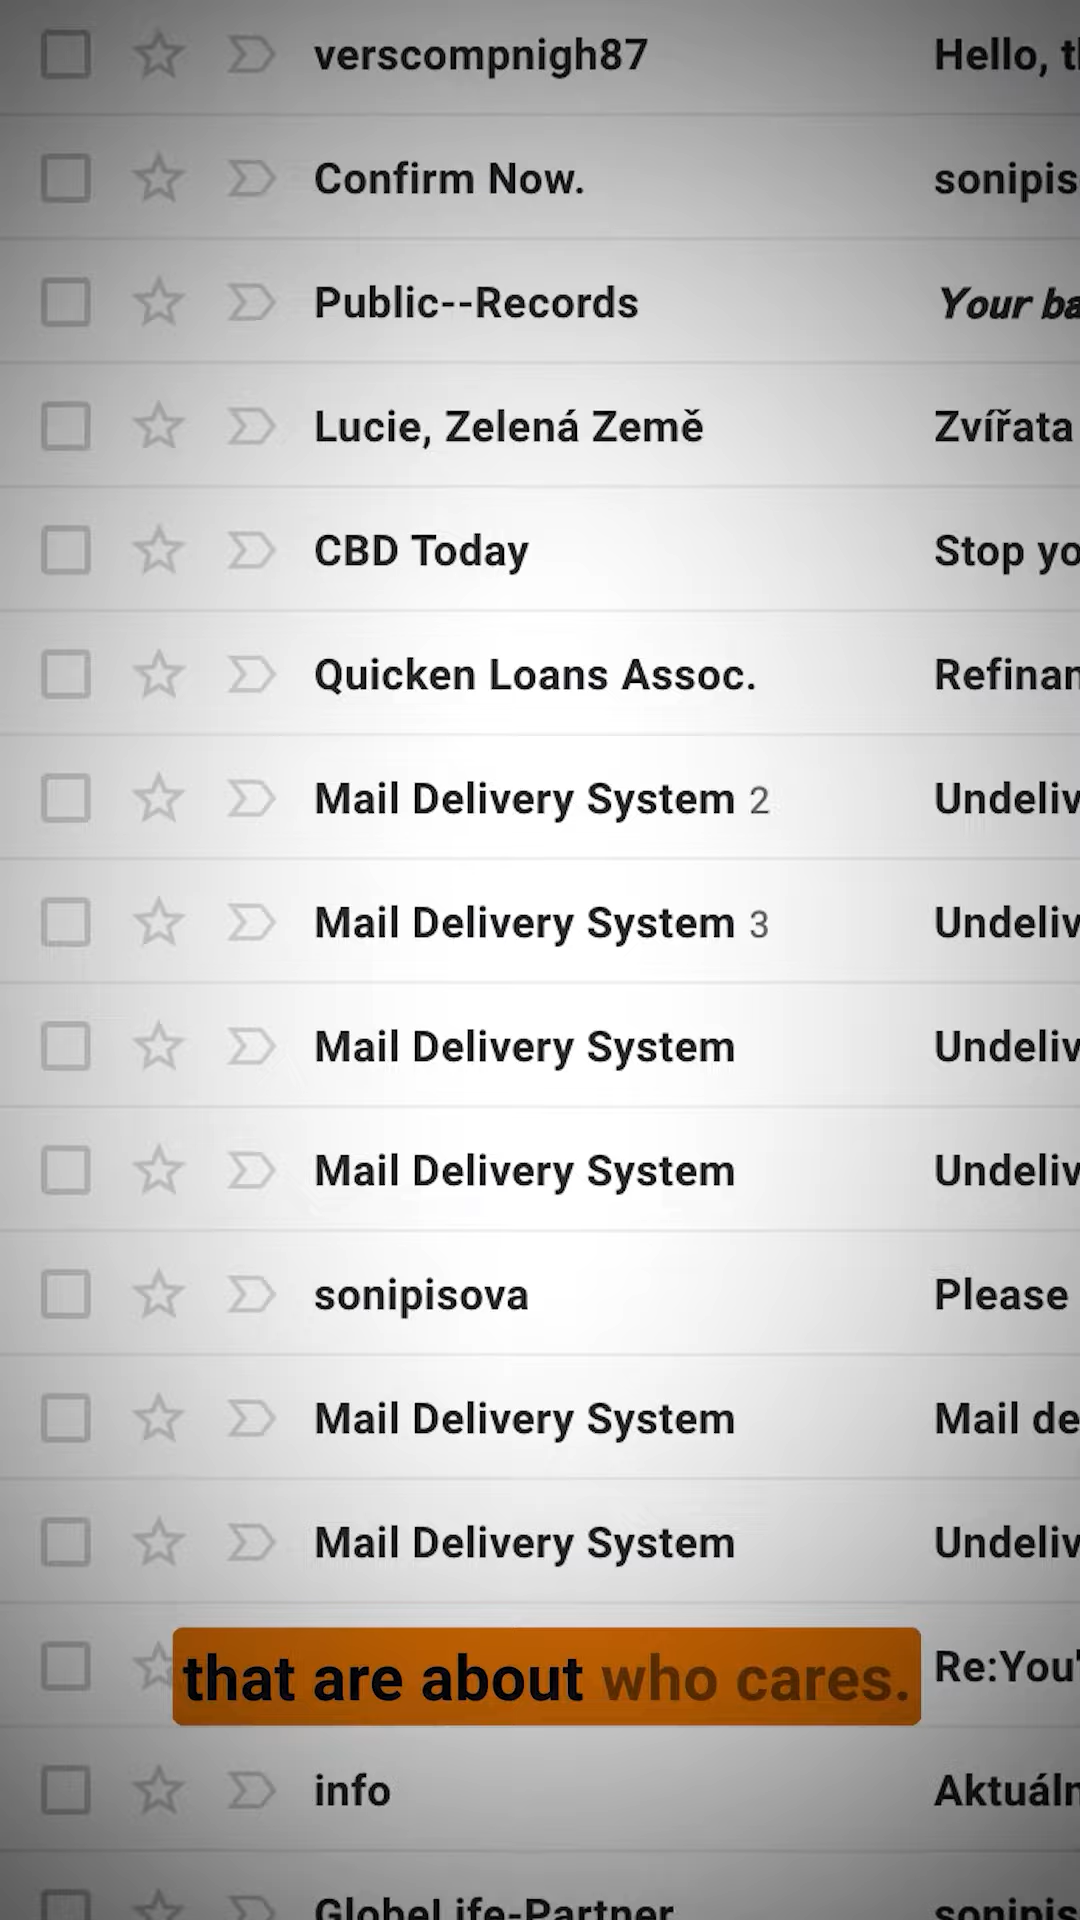 verscompnigh87 Hello, t
Confirm Now. sonipis
Public--Records Your ba
Lucie, Zelená Země Zvířata
CBD Today Stop yo
Quicken Loans Assoc. Refinan
Mail Delivery System 2 Undeliv
Mail Delivery System 3 Undeliv
Mail Delivery System Undeliv
Mail Delivery System Undeliv
sonipisova Please
Mail Delivery System Mail de
Mail Delivery System Undeliv
that are about who cares. Re:You'
info Aktuáln
GlobeLife-Partner sonipis